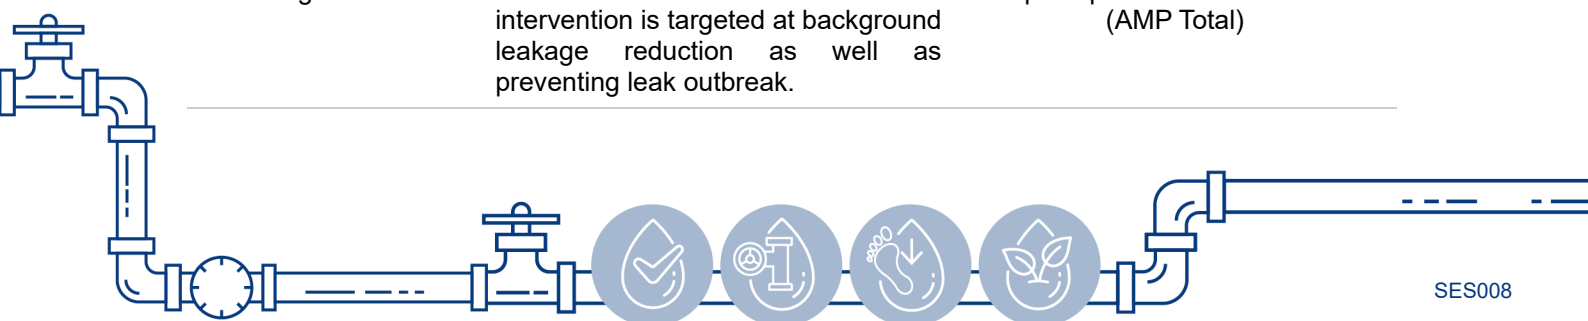 intervention is targeted at background
(AMP Total)
leakage reduction as well as
preventing leak outbreak.
SES008